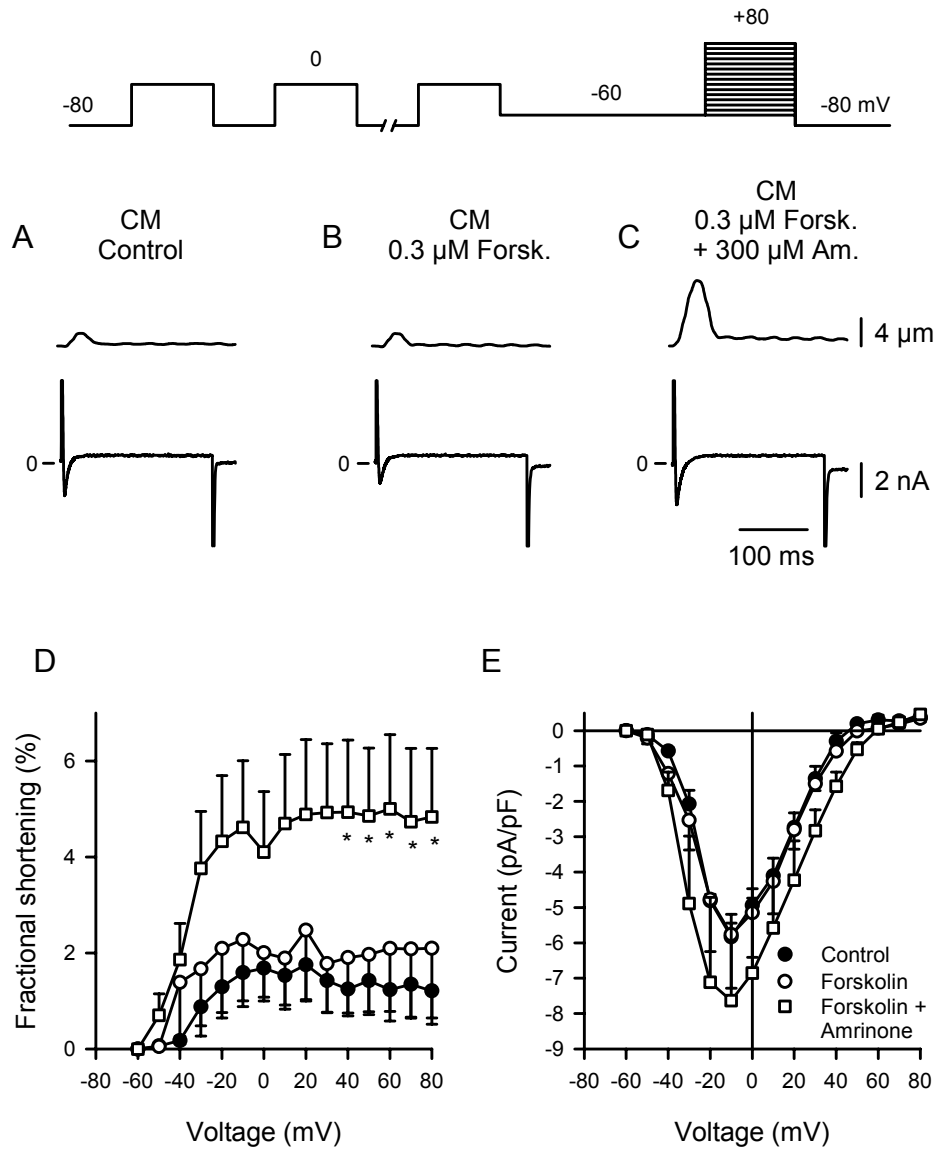 +80
0
-80
-60
-80 mV
A
CM
Control
B
CM
0.3 µM Forsk.
C
CM
0.3 µM Forsk.
+ 300 µM Am.
4 µm
0
0
0
2 nA
100 ms
D
Fractional shortening (%)
6
4
2
0
* * * * *
-80 -60 -40 -20 0 20 40 60 80
Voltage (mV)
E
Current (pA/pF)
0
-1
-2
-3
-4
-5
-6
-7
-8
-9
Control
Forskolin
Forskolin +
Amrinone
-80 -60 -40 -20 0 20 40 60 80
Voltage (mV)